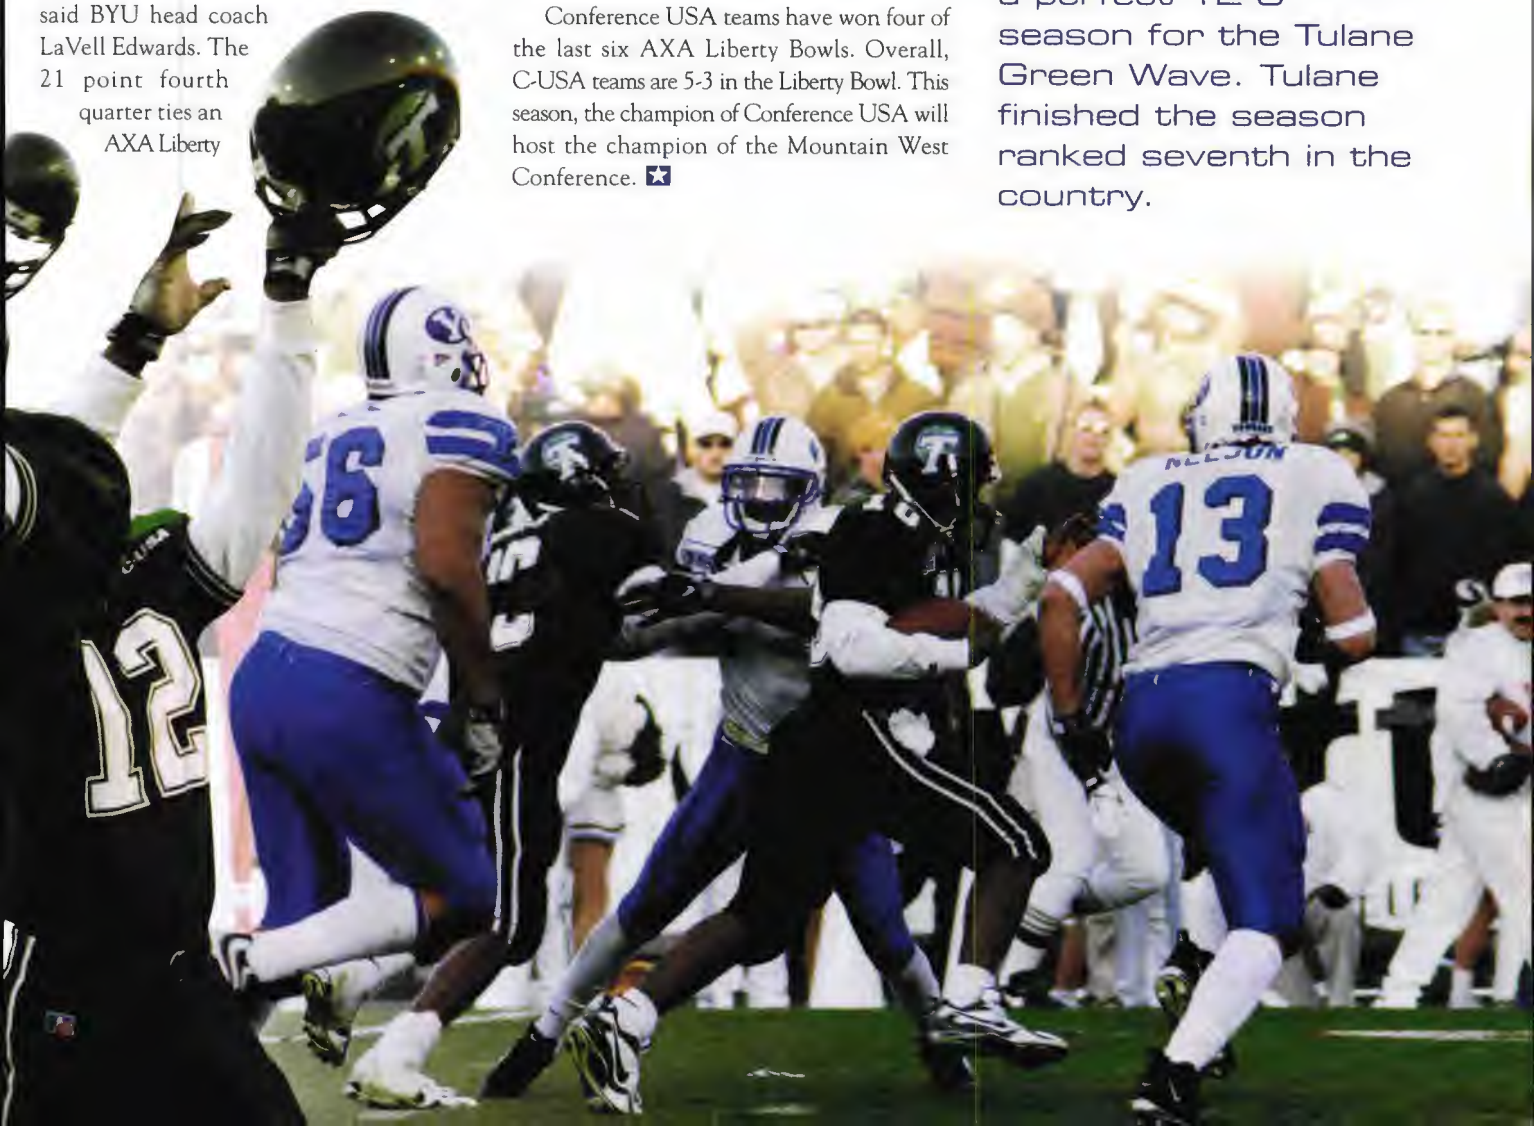 said BYU head coach
LaVell Edwards. The
21 point fourth
quarter ties an
AXA Liberty
Conference USA teams have won four of
the last six AXA Liberty Bowls. Overall,
C-USA teams are 5-3 in the Liberty Bowl. This
season, the champion of Conference USA will
host the champion of the Mountain West
Conference.
season for the Tulane
Green Wave. Tulane
finished the season
ranked seventh in the
country.
T
T
T
56
NELSON
13
C-USA
12